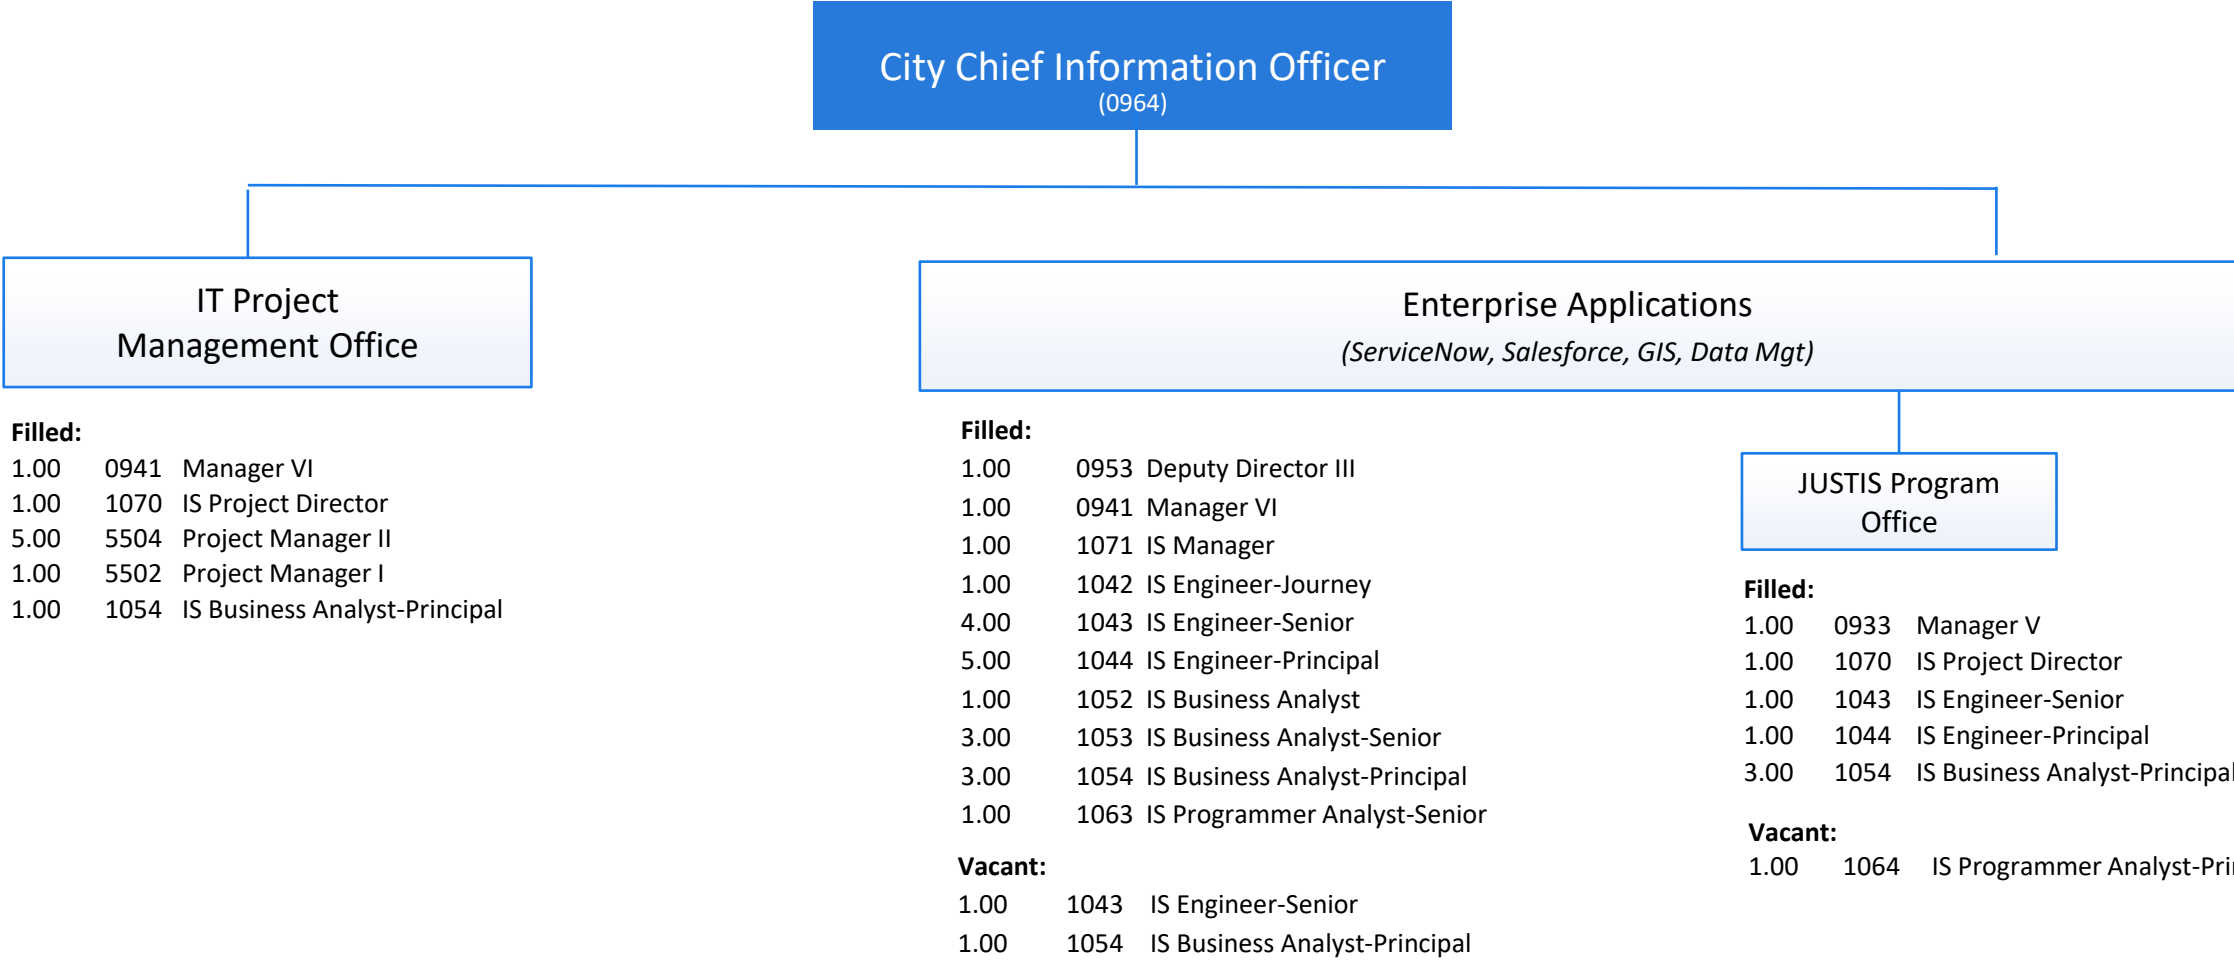 City Chief Information Officer
(0964)
IT Project
Management Office
Filled:
1.00 0941 Manager VI
1.00 1070 IS Project Director
5.00 5504 Project Manager II
1.00 5502 Project Manager I
1.00 1054 IS Business Analyst-Principal
Enterprise Applications
(ServiceNow, Salesforce, GIS, Data Mgt)
Filled:
1.00 0953 Deputy Director III
1.00 0941 Manager VI
1.00 1071 IS Manager
1.00 1042 IS Engineer-Journey
4.00 1043 IS Engineer-Senior
5.00 1044 IS Engineer-Principal
1.00 1052 IS Business Analyst
3.00 1053 IS Business Analyst-Senior
3.00 1054 IS Business Analyst-Principal
1.00 1063 IS Programmer Analyst-Senior
Vacant:
1.00 1043 IS Engineer-Senior
1.00 1054 IS Business Analyst-Principal
JUSTIS Program
Office
Filled:
1.00 0933 Manager V
1.00 1070 IS Project Director
1.00 1043 IS Engineer-Senior
1.00 1044 IS Engineer-Principal
3.00 1054 IS Business Analyst-Principal
Vacant:
1.00 1064 IS Programmer Analyst-